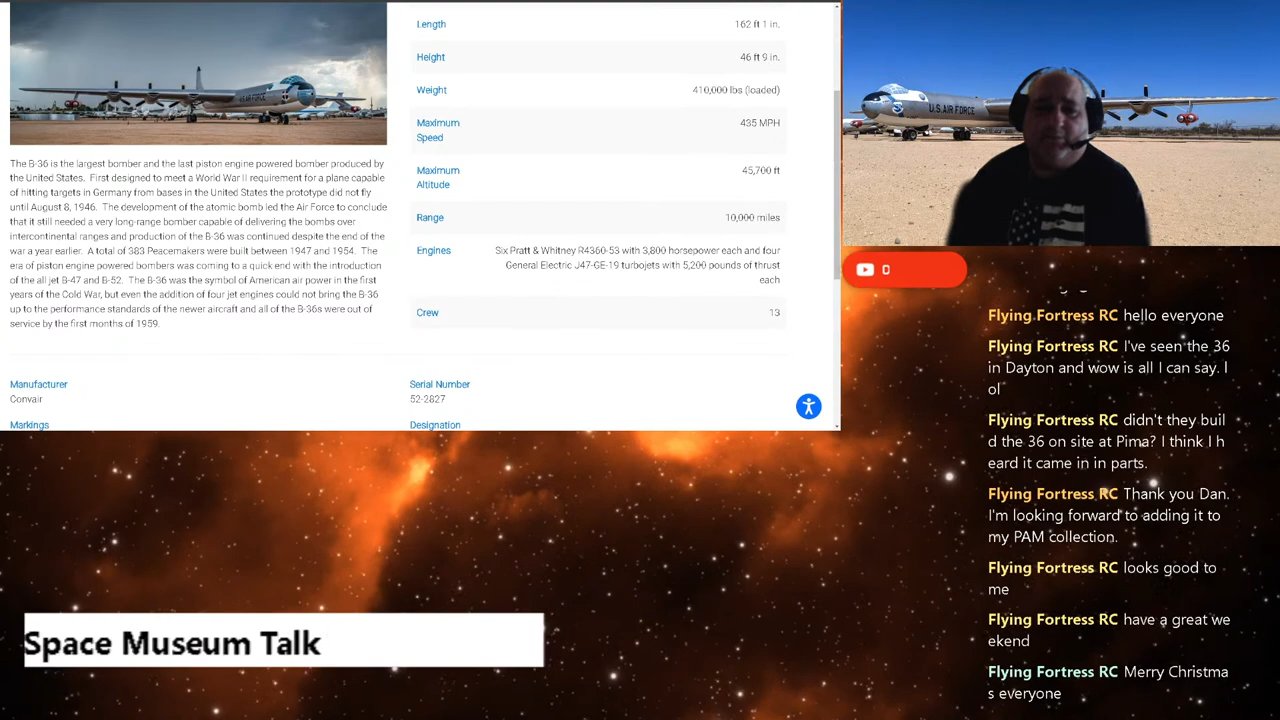 Length
162 ft 1 in.
Height
46 ft 9 in.
Weight
410,000 lbs (loaded)
Maximum
Speed
435 MPH
Maximum
Altitude
45,700 ft
Range
10,000 miles
Engines
Six Pratt & Whitney R4360-53 with 3,800 horsepower each and four
General Electric J47-GE-19 turbojets with 5,200 pounds of thrust
each
Crew
13
The B-36 is the largest bomber and the last piston engine powered bomber produced by
the United States. First designed to meet a World War II requirement for a plane capable
of hitting targets in Germany from bases in the United States the prototype did not fly
until August 8, 1946. The development of the atomic bomb led the Air Force to conclude
that it still needed a very long-range bomber capable of delivering the bombs over
intercontinental ranges and production of the B-36 was continued despite the end of the
war a year earlier. A total of 383 Peacemakers were built between 1947 and 1954. The
era of piston engine powered bombers was coming to a quick end with the introduction
of the all jet B-47 and B-52. The B-36 was the symbol of American air power in the first
years of the Cold War, but even the addition of four jet engines could not bring the B-36
up to the performance standards of the newer aircraft and all of the B-36s were out of
service by the first months of 1959.
Manufacturer
Convair
Serial Number
52-2827
Markings
Designation
U.S. AIR FORCE
0
Flying Fortress RC hello everyone
Flying Fortress RC I've seen the 36
in Dayton and wow is all I can say. l
ol
Flying Fortress RC didn't they buil
d the 36 on site at Pima? I think I h
eard it came in in parts.
Flying Fortress RC Thank you Dan.
I'm looking forward to adding it to
my PAM collection.
Flying Fortress RC looks good to
me
Flying Fortress RC have a great we
ekend
Flying Fortress RC Merry Christma
s everyone
Space Museum Talk